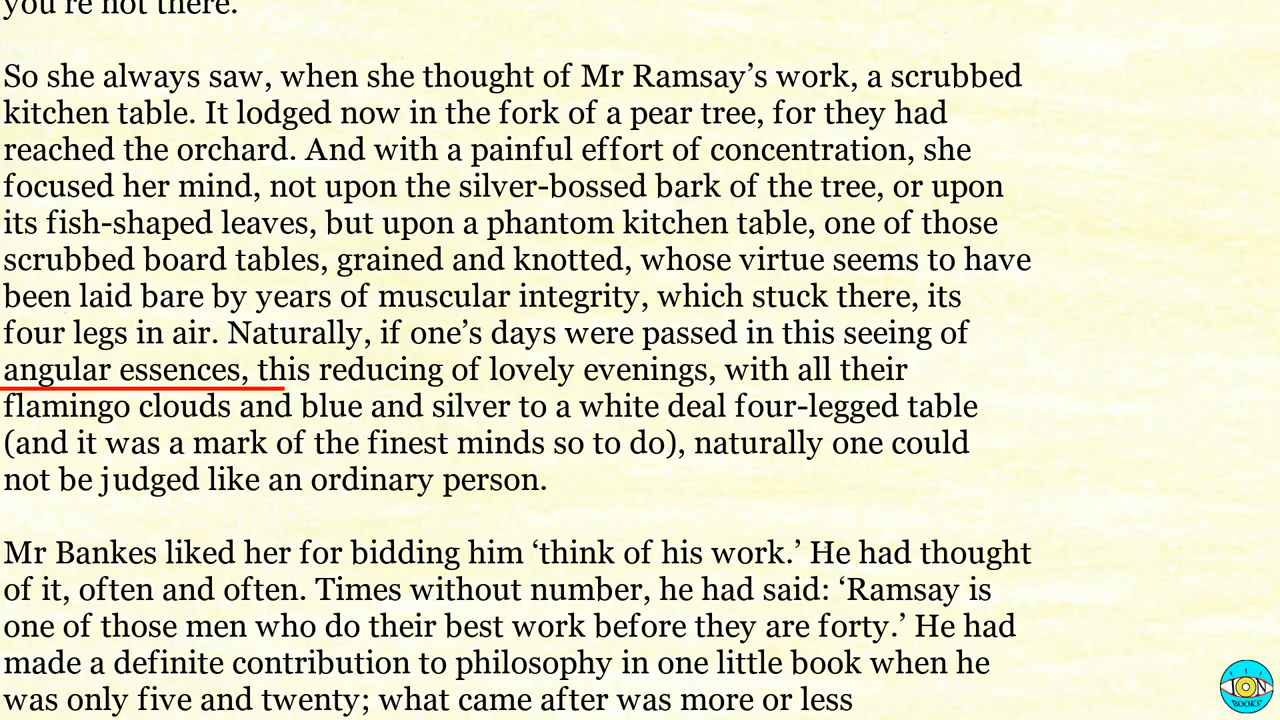 you're not there.
So she always saw, when she thought of Mr Ramsay’s work, a scrubbed
kitchen table. It lodged now in the fork of a pear tree, for they had
reached the orchard. And with a painful effort of concentration, she
focused her mind, not upon the silver-bossed bark of the tree, or upon
its fish-shaped leaves, but upon a phantom kitchen table, one of those
scrubbed board tables, grained and knotted, whose virtue seems to have
been laid bare by years of muscular integrity, which stuck there, its
four legs in air. Naturally, if one’s days were passed in this seeing of
angular essences, this reducing of lovely evenings, with all their
flamingo clouds and blue and silver to a white deal four-legged table
(and it was a mark of the finest minds so to do), naturally one could
not be judged like an ordinary person.
Mr Bankes liked her for bidding him ‘think of his work.’ He had thought
of it, often and often. Times without number, he had said: ‘Ramsay is
one of those men who do their best work before they are forty.’ He had
made a definite contribution to philosophy in one little book when he
was only five and twenty; what came after was more or less
ION
BOOKS